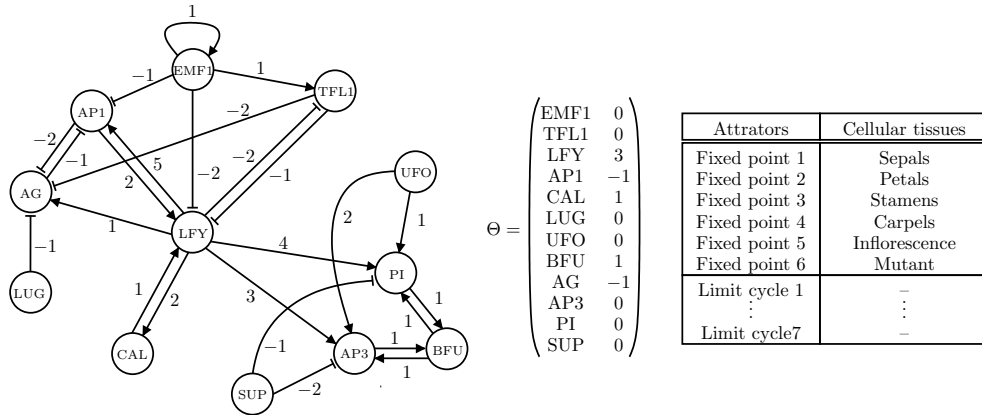 1
EMF1
−1
1
TFL1
AP1
−2
−2
−1
5
−2
−2
−1
2
AG
UFO
1
2
1
LFY
Θ =
−1
4
PI
LUG
1
2
3
1
1
−1
CAL
AP3
1
1
BFU
SUP
−2
EMF1 0
TFL1 0
LFY 3
AP1 −1
CAL 1
LUG 0
UFO 0
BFU 1
AG −1
AP3 0
PI 0
SUP 0
Attrators Cellular tissues
Fixed point 1 Sepals
Fixed point 2 Petals
Fixed point 3 Stamens
Fixed point 4 Carpels
Fixed point 5 Inflorescence
Fixed point 6 Mutant
Limit cycle 1 –
⋮ ⋮
Limit cycle7 –